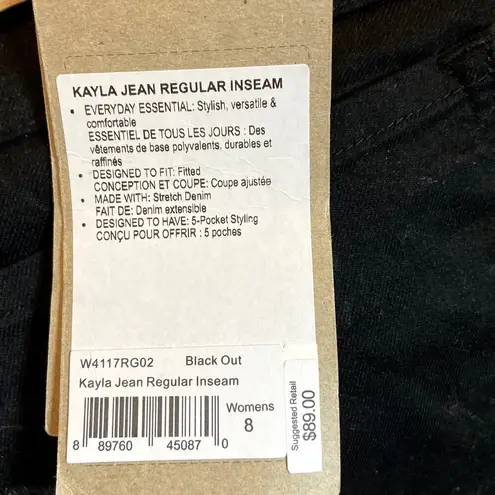 KAYLA JEAN REGULAR INSEAM
• EVERYDAY ESSENTIAL: Stylish, versatile &
comfortable
ESSENTIEL DE TOUS LES JOURS : Des
vêtements de base polyvalents, durables et
raffinés
• DESIGNED TO FIT: Fitted
CONCEPTION ET COUPE: Coupe ajustée
• MADE WITH: Stretch Denim
FAIT DE: Denim extensible
• DESIGNED TO HAVE: 5-Pocket Styling
CONÇU POUR OFFRIR : 5 poches
W4117RG02 Black Out
Kayla Jean Regular Inseam
Womens
8
8 89760 45087 0
Suggested Retail
$89.00